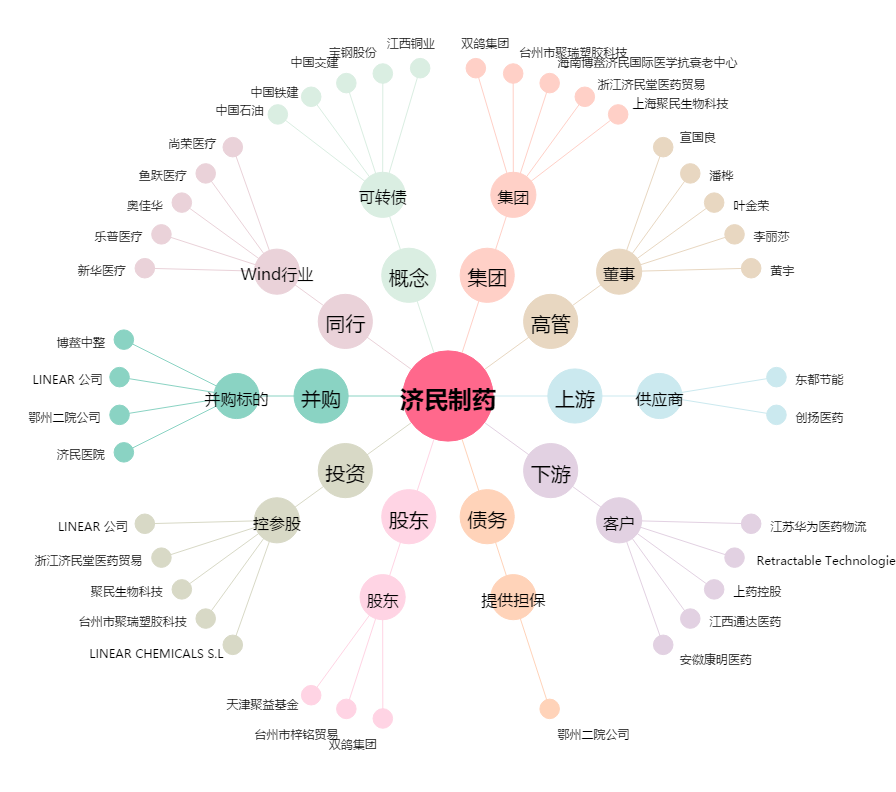 江西铜业
宝钢股份
中国交建
中国铁建
中国石油
可转债
概念
双鸽集团
台州市聚瑞塑胶科技
海南博鳌济民国际医学抗衰老中心
浙江济民堂医药贸易
上海聚民生物科技
集团
集团
宣国良
潘桦
叶金荣
李丽莎
黄宇
董事
高管
尚荣医疗
鱼跃医疗
奥佳华
乐普医疗
新华医疗
Wind行业
同行
博鳌中整
LINEAR 公司
鄂州二院公司
济民医院
并购标的
并购
济民制药
上游
供应商
东都节能
创扬医药
投资
控参股
LINEAR 公司
浙江济民堂医药贸易
聚民生物科技
台州市聚瑞塑胶科技
LINEAR CHEMICALS S.L
股东
股东
天津聚益基金
台州市梓铭贸易
双鸽集团
债务
提供担保
鄂州二院公司
下游
客户
江苏华为医药物流
Retractable Technologie
上药控股
江西通达医药
安徽康明医药